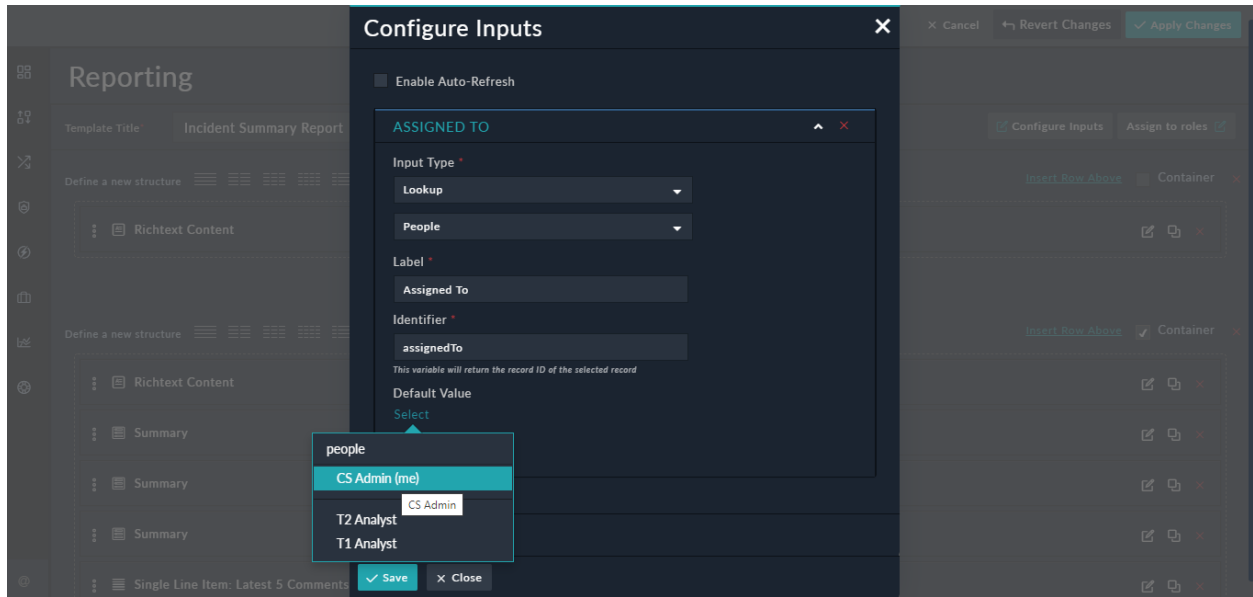 Configure Inputs
Cancel
Revert Changes
Apply Changes
Reporting
Enable Auto-Refresh
Template Title*
Incident Summary Report
ASSIGNED TO
Configure Inputs
Assign to roles
Input Type *
Lookup
Define a new structure
Insert Row Above
Container
People
Richtext Content
Label *
Assigned To
Identifier *
assignedTo
Define a new structure
Insert Row Above
Container
This variable will return the record ID of the selected record
Richtext Content
Default Value
Select
Summary
people
CS Admin (me)
Summary
CS Admin
T2 Analyst
Summary
T1 Analyst
Single Line Item: Latest 5 Comments
Save
Close